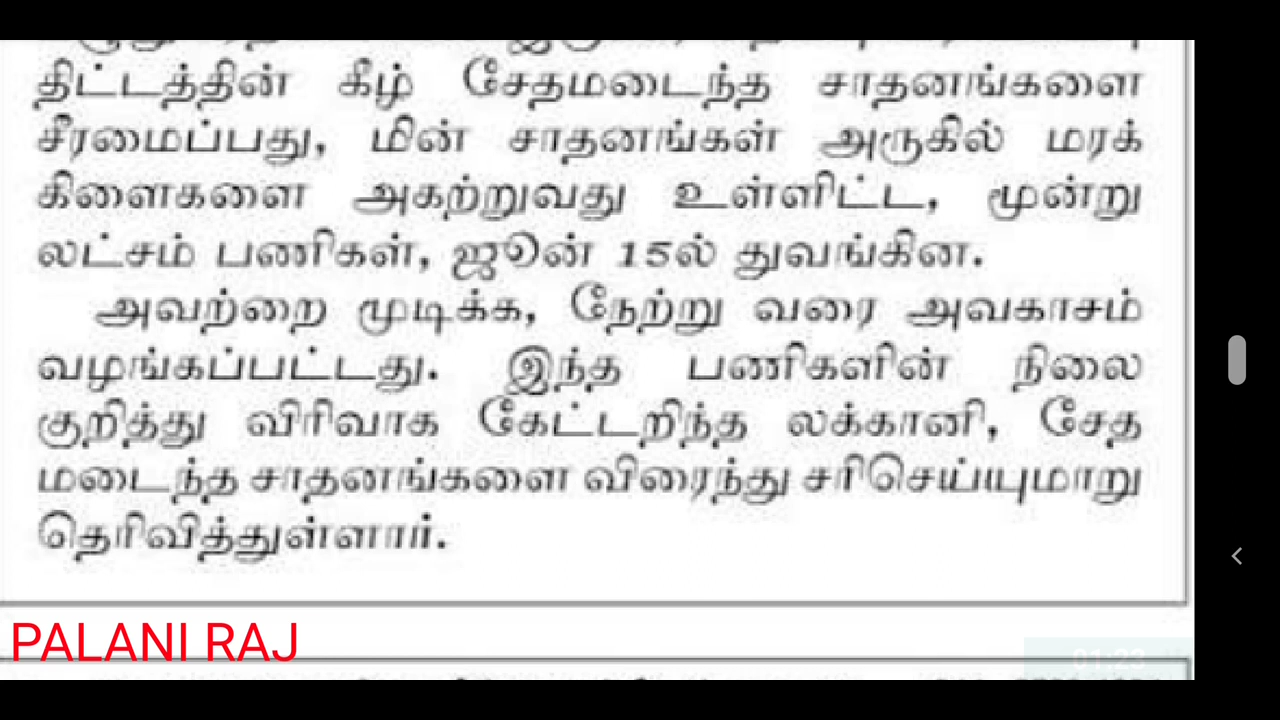 திட்டத்தின் கீழ் சேதமடைந்த சாதனங்களை
சீரமைப்பது, மின் சாதனங்கள் அருகில் மரக்
கிளைகளை அகற்றுவது உள்ளிட்ட, மூன்று
லட்சம் பணிகள், ஜூன் 15ல் துவங்கின.
அவற்றை முடிக்க, நேற்று வரை அவகாசம்
வழங்கப்பட்டது. இந்த பணிகளின் நிலை
குறித்து விரிவாக கேட்டறிந்த லக்கானி, சேத
மடைந்த சாதனங்களை விரைந்து சரிசெய்யுமாறு
தெரிவித்துள்ளார்.
PALANI RAJ
01:23